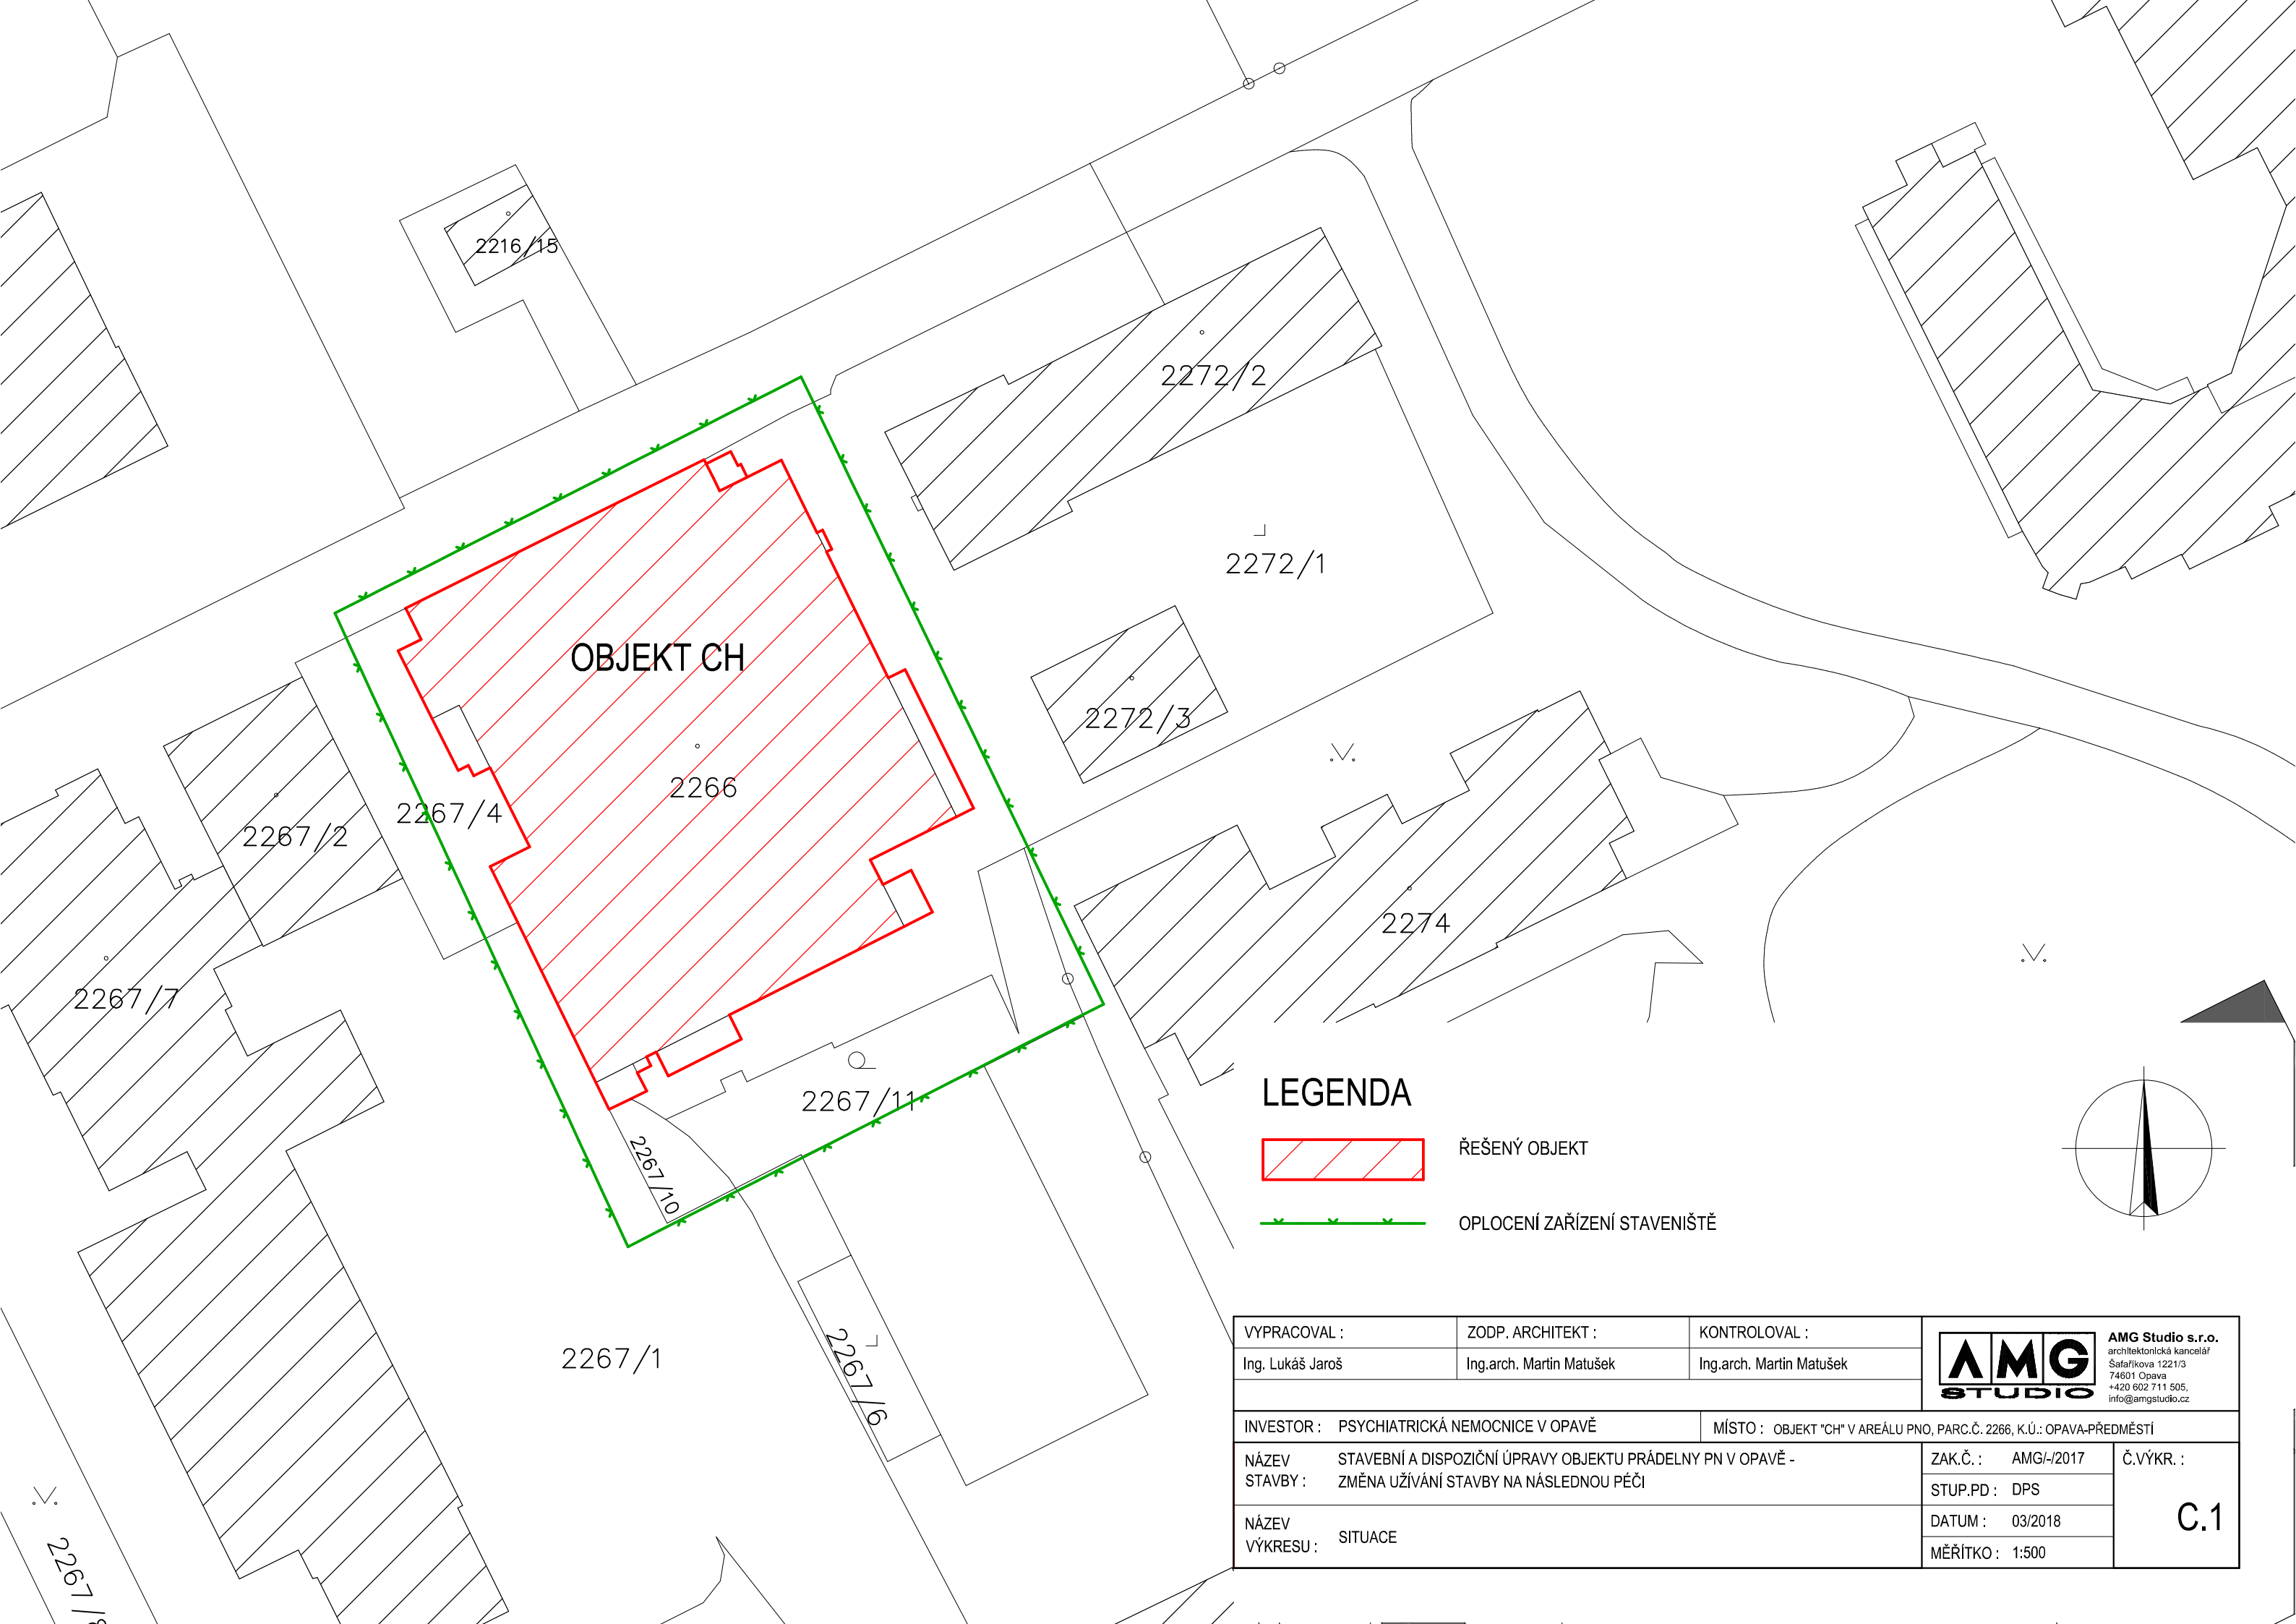 2216/15
2272/2
2272/1
OBJEKT CH
2272/3
2266
2267/4
2267/2
2274
2267/7
2267/11
2267/10
2267/1
2267/6
LEGENDA
ŘEŠENÝ OBJEKT
OPLOCENÍ ZAŘÍZENÍ STAVENIŠTĚ
VYPRACOVAL :
ZODP. ARCHITEKT :
KONTROLOVAL :
Ing. Lukáš Jaroš
Ing.arch. Martin Matušek
Ing.arch. Martin Matušek
AMG
STUDIO
AMG Studio s.r.o.
architektonická kancelář
Šafaříkova 1221/3
74601 Opava
+420 602 711 505,
info@amgstudio.cz
INVESTOR : PSYCHIATRICKÁ NEMOCNICE V OPAVĚ
MÍSTO : OBJEKT "CH" V AREÁLU PNO, PARC.Č. 2266, K.Ú.: OPAVA-PŘEDMĚSTÍ
NÁZEV STAVBY :
STAVEBNÍ A DISPOZIČNÍ ÚPRAVY OBJEKTU PRÁDELNY PN V OPAVĚ -
ZMĚNA UŽÍVÁNÍ STAVBY NA NÁSLEDNOU PÉČI
ZAK.Č. : AMG/-/2017
STUP.PD : DPS
DATUM : 03/2018
MĚŘÍTKO : 1:500
Č.VÝKR. :
C.1
NÁZEV VÝKRESU :
SITUACE